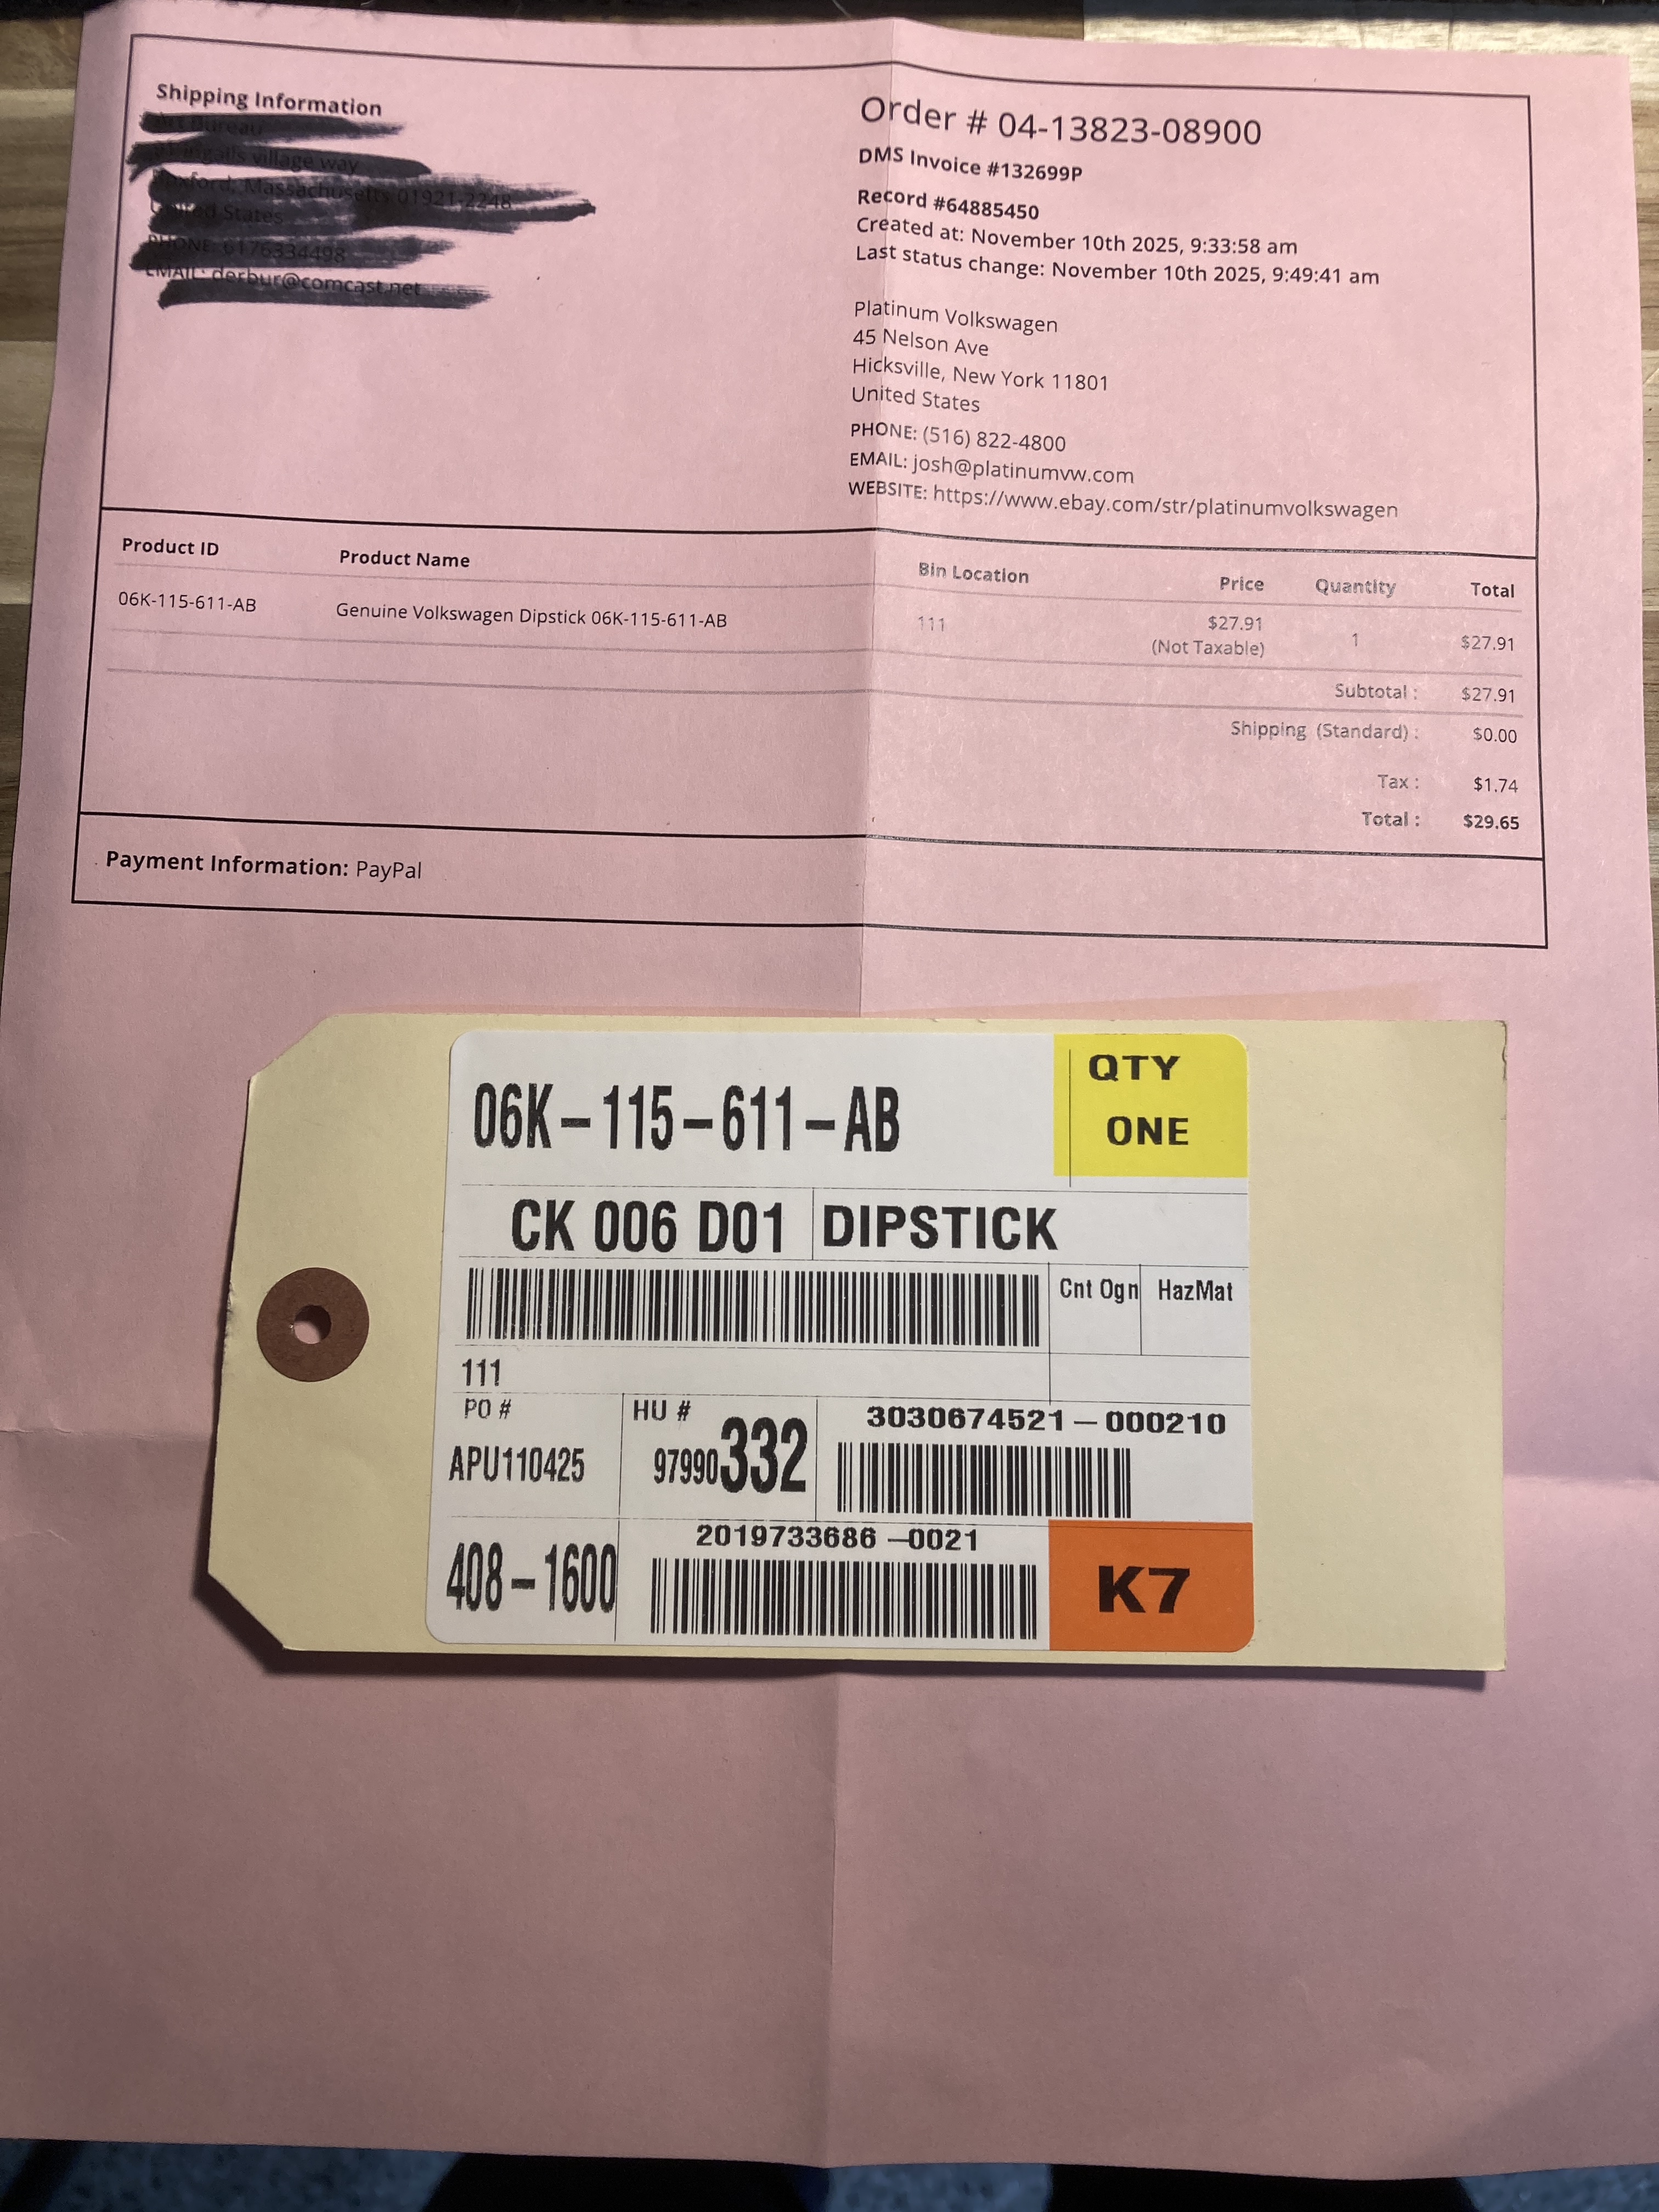 Shipping Information
Order # 04-13823-08900
DMS Invoice #132699P
Record #64885450
Created at: November 10th 2025, 9:33:58 am
Last status change: November 10th 2025, 9:49:41 am
Platinum Volkswagen
45 Nelson Ave
Hicksville, New York 11801
United States
PHONE: (516) 822-4800
EMAIL: josh@platinumvw.com
WEBSITE: https://www.ebay.com/str/platinumvolkswagen
Product ID Product Name Bin Location Price Quantity Total
06K-115-611-AB Genuine Volkswagen Dipstick 06K-115-611-AB 111 $27.91 1 $27.91
(Not Taxable)
Subtotal : $27.91
Shipping (Standard) : $0.00
Tax : $1.74
Total : $29.65
Payment Information: PayPal
06K-115-611-AB
QTY
ONE
CK 006 D01 DIPSTICK
Cnt Ogn HazMat
111
PO # HU #
3030674521-000210
APU110425 97990332
2019733686-0021
408-1600
K7